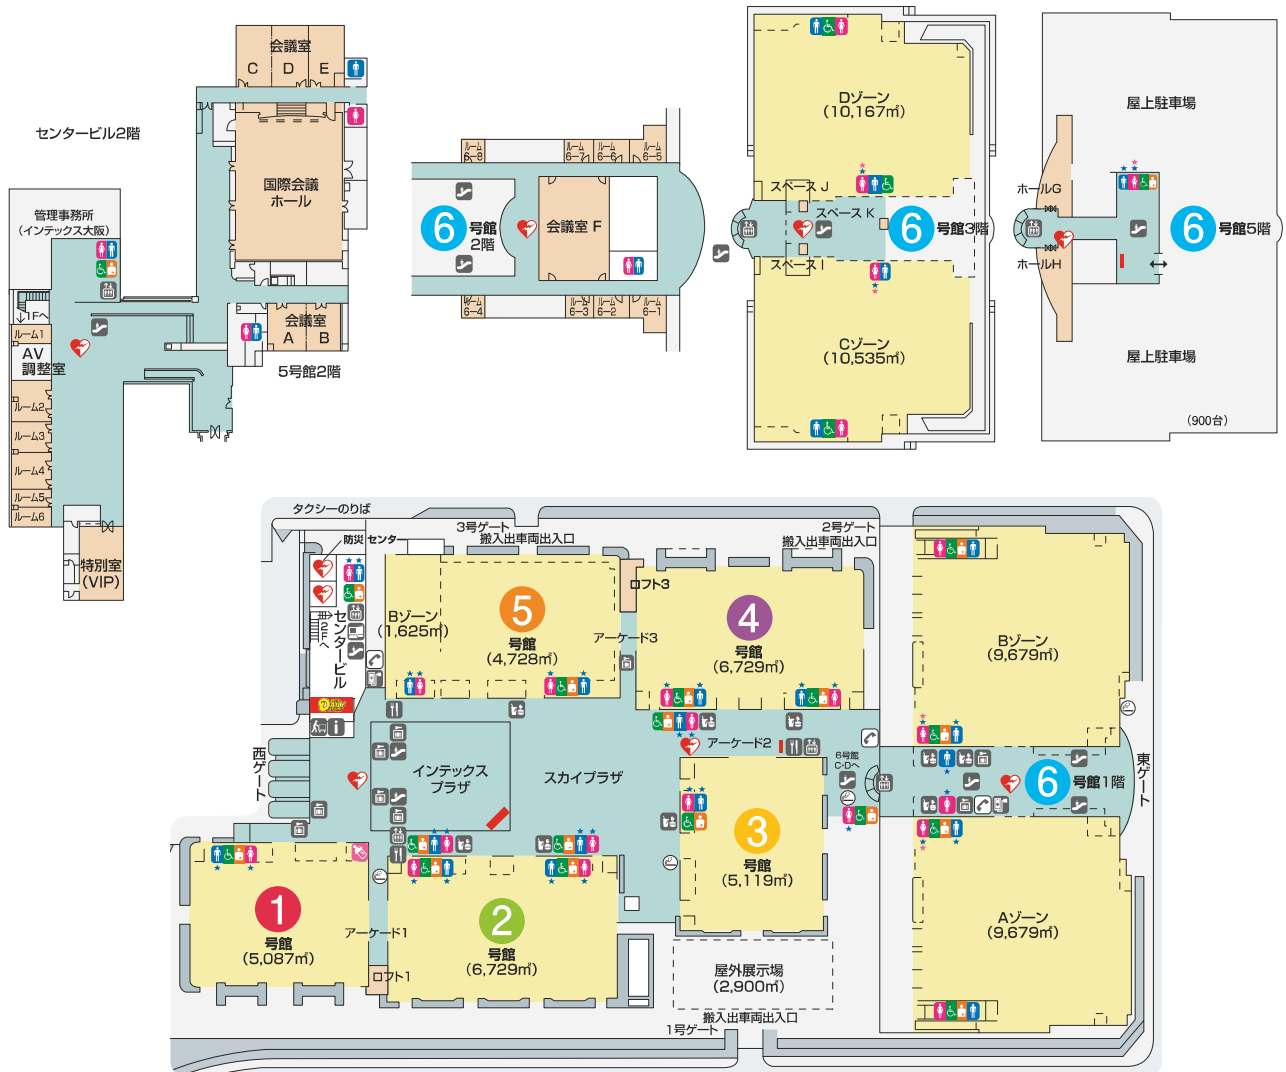 会議室
C D E
センタービル2階
国際会議
ホール
管理事務所
(インテックス大阪)
↓1Fへ
ルーム1
AV
調整室
ルーム2
ルーム3
ルーム4
ルーム5
ルーム6
特別室
(VIP)
会議室
A B
5号館2階
ルーム
6-8
ルーム
6-7
ルーム
6-6
ルーム
6-5
6
号館
2階
会議室 F
ルーム
6-4
ルーム
6-3
ルーム
6-2
ルーム
6-1
Dゾーン
(10,167㎡)
スペース J
スペース K
6
号館3階
スペース I
Cゾーン
(10,535㎡)
屋上駐車場
ホールG
6
号館5階
ホールH
屋上駐車場
(900台)
タクシーのりば
防災 センター
3号ゲート
搬入出車両出入口
2号ゲート
搬入出車両出入口
2Fへ
センタービル
Bゾーン
(1,625㎡)
5
号館
(4,728㎡)
ロフト3
アーケード3
4
号館
(6,729㎡)
Bゾーン
(9,679㎡)
西ゲート
インテックス
プラザ
スカイプラザ
アーケード2
6号館
C・Dへ
6
号館1階
東ゲート
1
号館
(5,087㎡)
アーケード1
ロフト1
2
号館
(6,729㎡)
3
号館
(5,119㎡)
Aゾーン
(9,679㎡)
屋外展示場
(2,900㎡)
搬入出車両出入口
1号ゲート